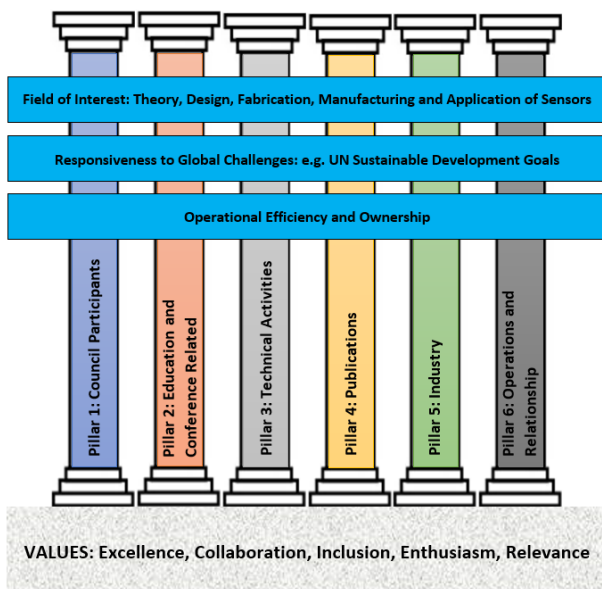 Field of Interest: Theory, Design, Fabrication, Manufacturing and Application of Sensors
Responsiveness to Global Challenges: e.g. UN Sustainable Development Goals
Operational Efficiency and Ownership
Pillar 1: Council Participants
Pillar 2: Education and
Conference Related
Pillar 3: Technical Activities
Pillar 4: Publications
Pillar 5: Industry
Pillar 6: Operations and
Relationship
VALUES: Excellence, Collaboration, Inclusion, Enthusiasm, Relevance